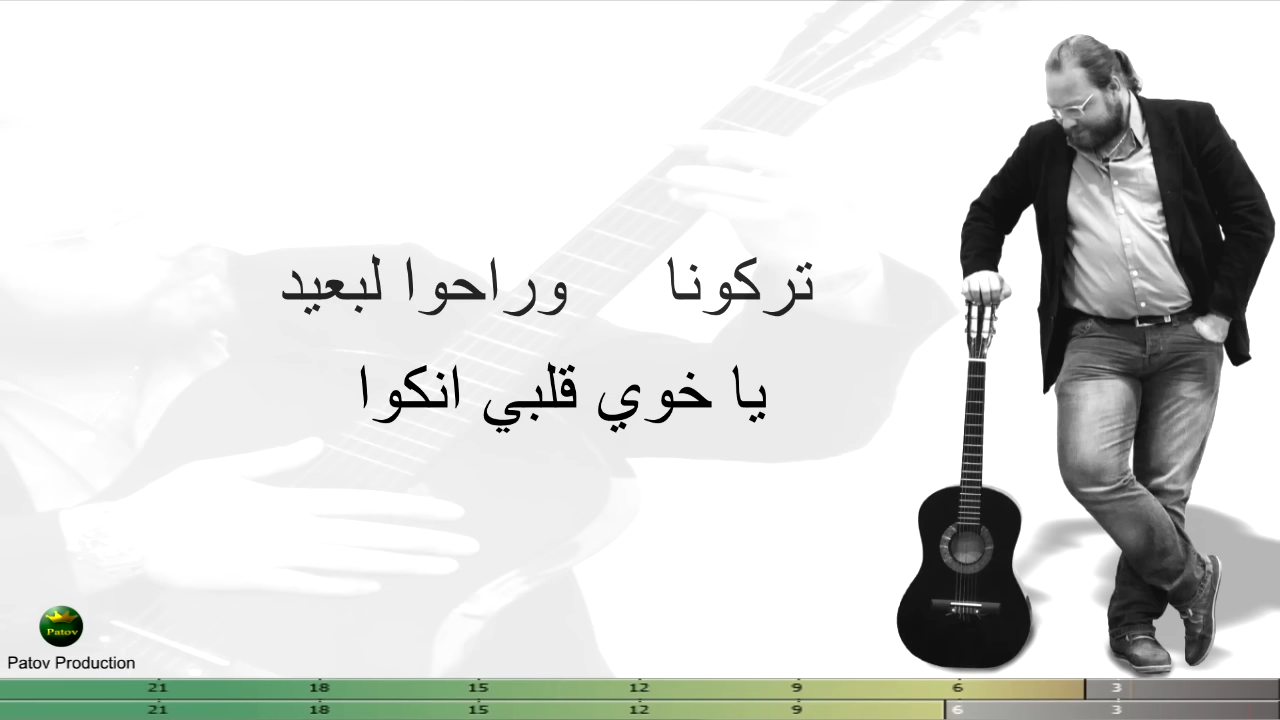 تركونا وراحوا لبعيد
يا خوي قلبي انكوا
Patov
Patov Production
21 18 15 12 9 6 3
21 18 15 12 9 6 3